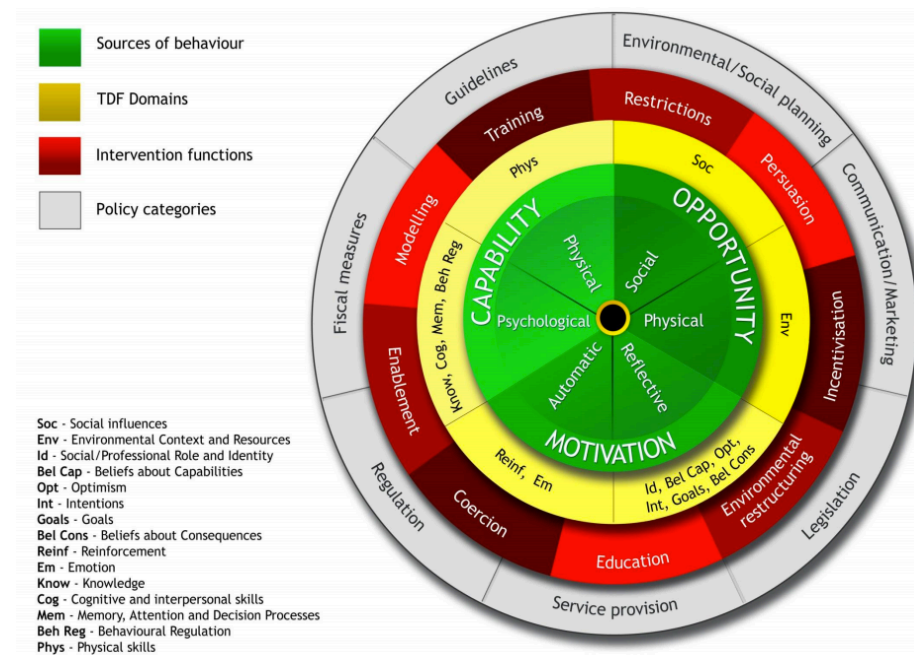 Sources of behaviour
TDF Domains
Intervention functions
Policy categories
Soc - Social influences
Env - Environmental Context and Resources
Id - Social/Professional Role and Identity
Bel Cap - Beliefs about Capabilities
Opt - Optimism
Int - Intentions
Goals - Goals
Bel Cons - Beliefs about Consequences
Reinf - Reinforcement
Em - Emotion
Know - Knowledge
Cog - Cognitive and interpersonal skills
Mem - Memory, Attention and Decision Processes
Beh Reg - Behavioural Regulation
Phys - Physical skills
Guidelines
Environmental/Social planning
Communication/Marketing
Legislation
Service provision
Regulation
Fiscal measures
Training
Restrictions
Persuasion
Incentivisation
Environmental
restructuring
Education
Coercion
Enablement
Modelling
Phys
Soc
Env
Id, Bel Cap, Opt,
Int, Goals, Bel Cons
Reinf, Em
Know, Cog, Mem, Beh Reg
CAPABILITY
OPPORTUNITY
MOTIVATION
Physical
Social
Physical
Reflective
Automatic
Psychological